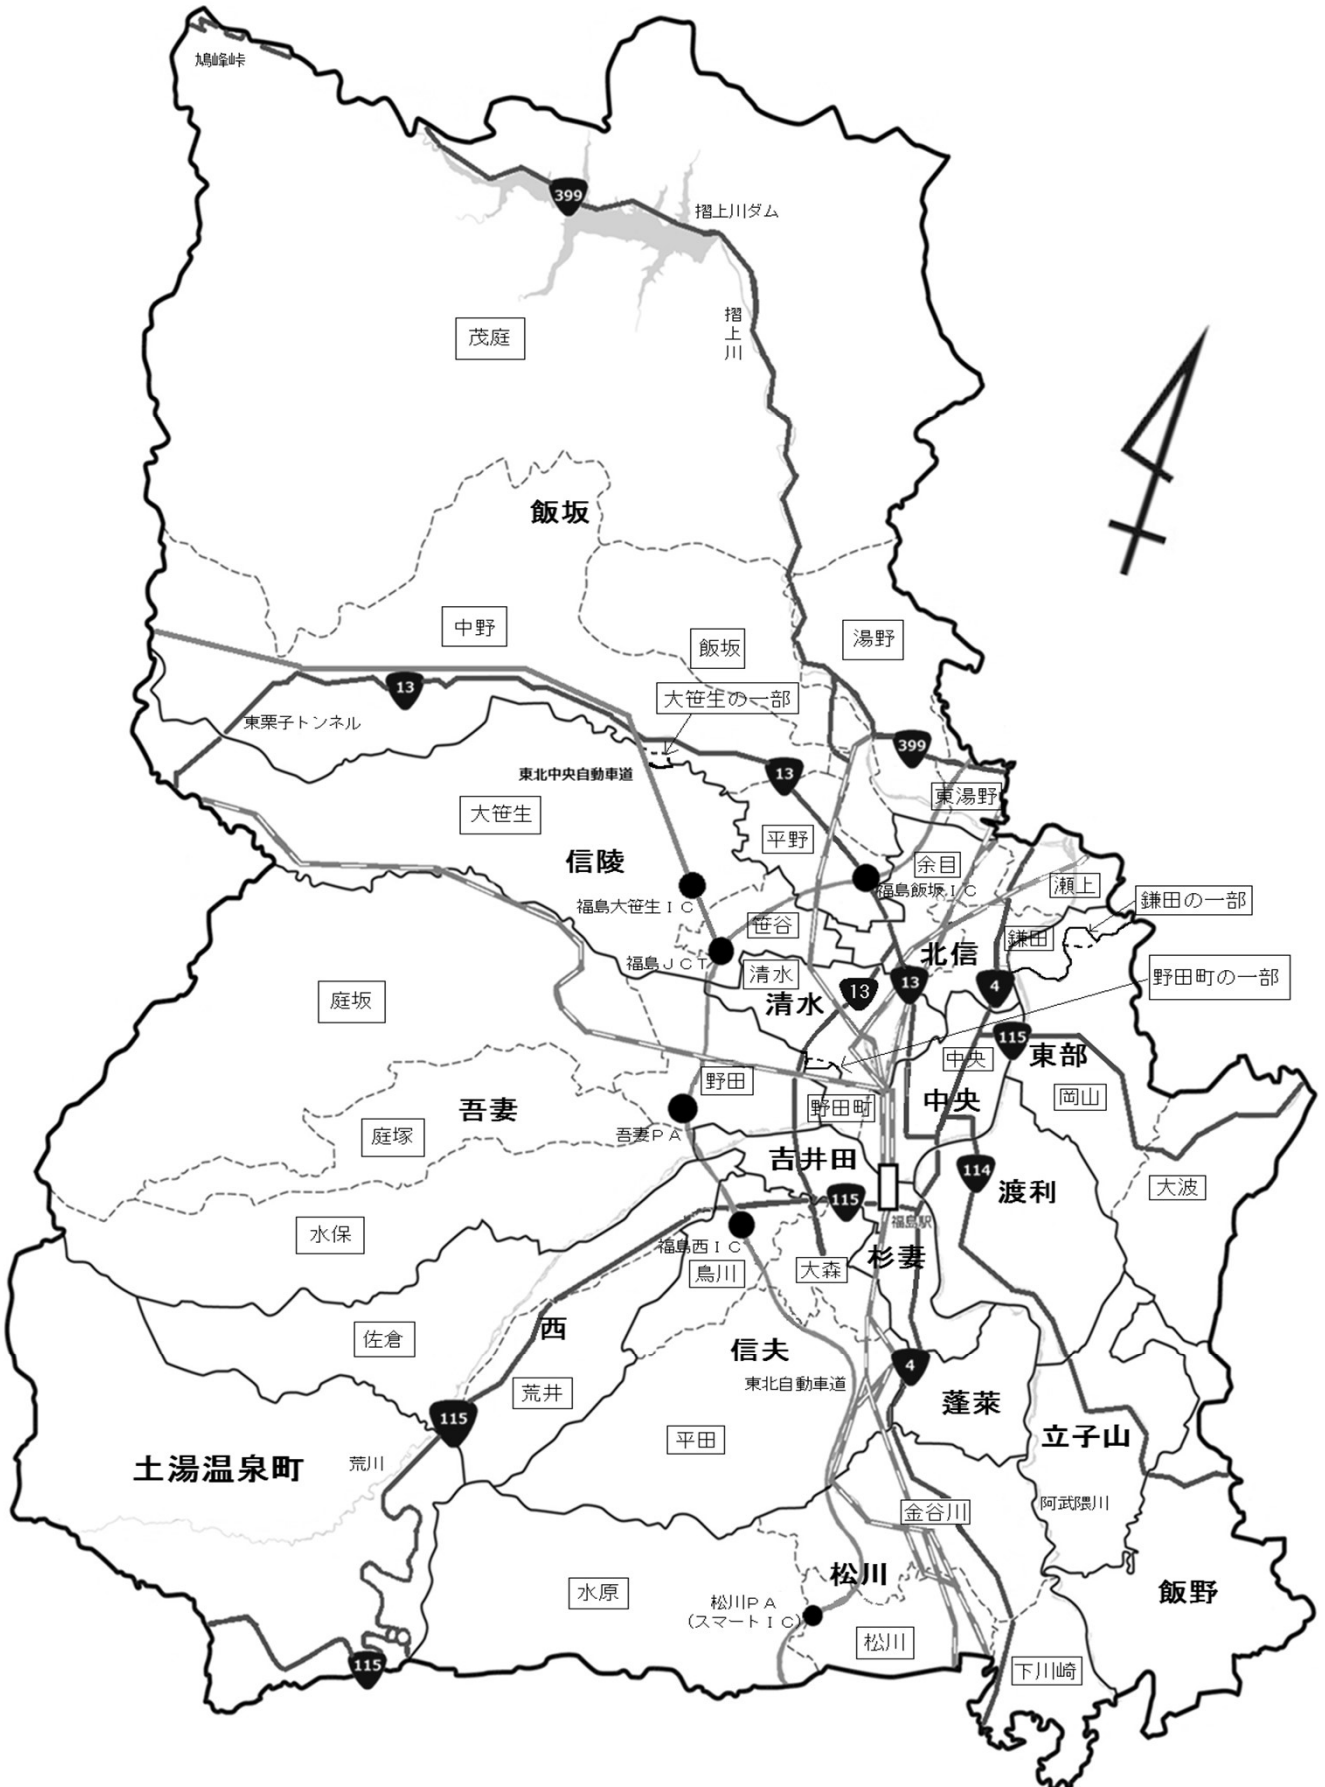 鳩峰峠
399
摺上川ダム
摺上川
茂庭
飯坂
中野
飯坂
湯野
大笹生の一部
13
東栗子トンネル
399
東北中央自動車道
13
東湯野
大笹生
平野
信陵
余目
福島飯坂IC
瀬上
福島大笹生IC
鎌田の一部
笹谷
鎌田
北信
福島JCT
清水
野田町の一部
庭坂
清水
13
13
4
115
東部
中央
野田
岡山
吾妻
野田町
中央
庭塚
吾妻PA
吉井田
114
渡利
大波
115
水保
福島駅
福島西IC
杉妻
鳥川
大森
佐倉
西
信夫
4
東北自動車道
荒井
蓬莱
115
平田
立子山
土湯温泉町
荒川
阿武隈川
金谷川
松川
飯野
水原
松川PA
(スマートIC)
松川
115
下川崎